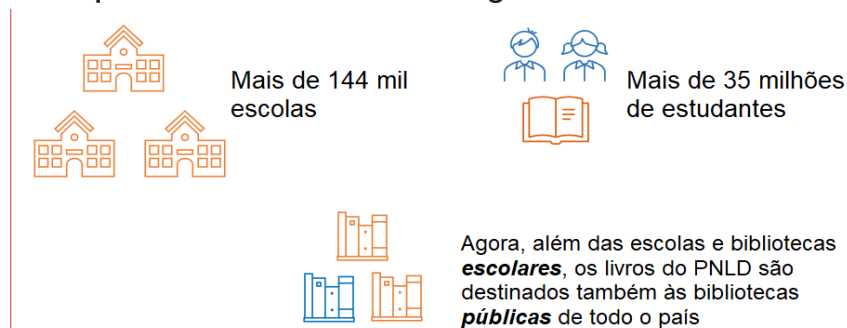 Mais de 144 mil
escolas
Mais de 35 milhões
de estudantes
Agora, além das escolas e bibliotecas
escolares, os livros do PNLD são
destinados também às bibliotecas
públicas de todo o país